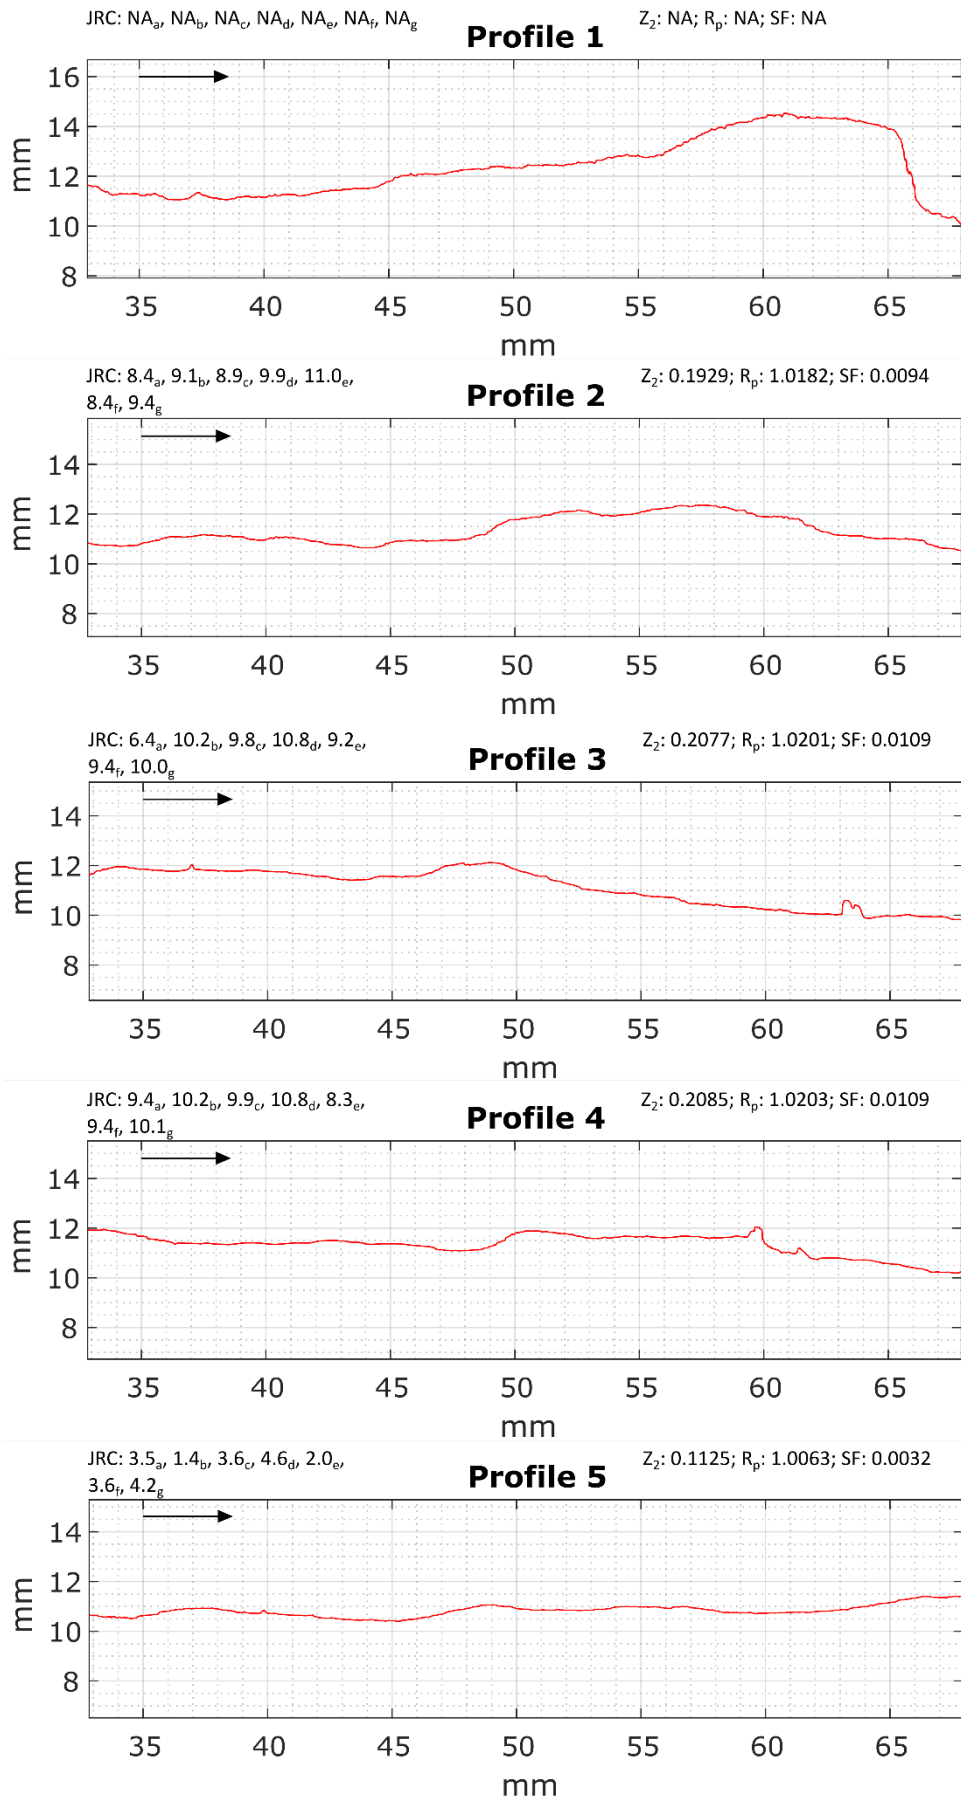 JRC: NAa, NAb, NAc, NAd, NAe, NAf, NAg
Z2: NA; Rp: NA; SF: NA
Profile 1
16
14
12
10
8
mm
35 40 45 50 55 60 65
mm
JRC: 8.4a, 9.1b, 8.9c, 9.9d, 11.0e,
8.4f, 9.4g
Z2: 0.1929; Rp: 1.0182; SF: 0.0094
Profile 2
14
12
10
8
mm
35 40 45 50 55 60 65
mm
JRC: 6.4a, 10.2b, 9.8c, 10.8d, 9.2e,
9.4f, 10.0g
Z2: 0.2077; Rp: 1.0201; SF: 0.0109
Profile 3
14
12
10
8
mm
35 40 45 50 55 60 65
mm
JRC: 9.4a, 10.2b, 9.9c, 10.8d, 8.3e,
9.4f, 10.1g
Z2: 0.2085; Rp: 1.0203; SF: 0.0109
Profile 4
14
12
10
8
mm
35 40 45 50 55 60 65
mm
JRC: 3.5a, 1.4b, 3.6c, 4.6d, 2.0e,
3.6f, 4.2g
Z2: 0.1125; Rp: 1.0063; SF: 0.0032
Profile 5
14
12
10
8
mm
35 40 45 50 55 60 65
mm